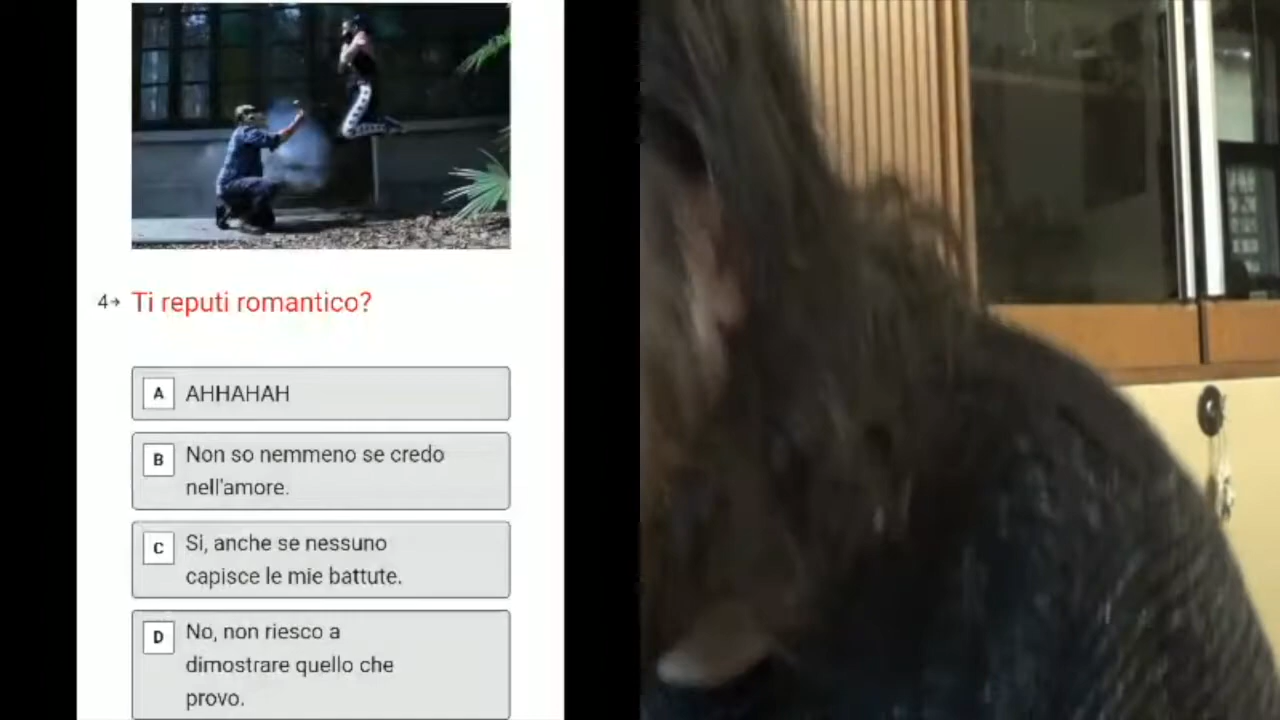 4→ Ti reputi romantico?
A AHHAHAH
B Non so nemmeno se credo
nell'amore.
C Si, anche se nessuno
capisce le mie battute.
D No, non riesco a
dimostrare quello che
provo.